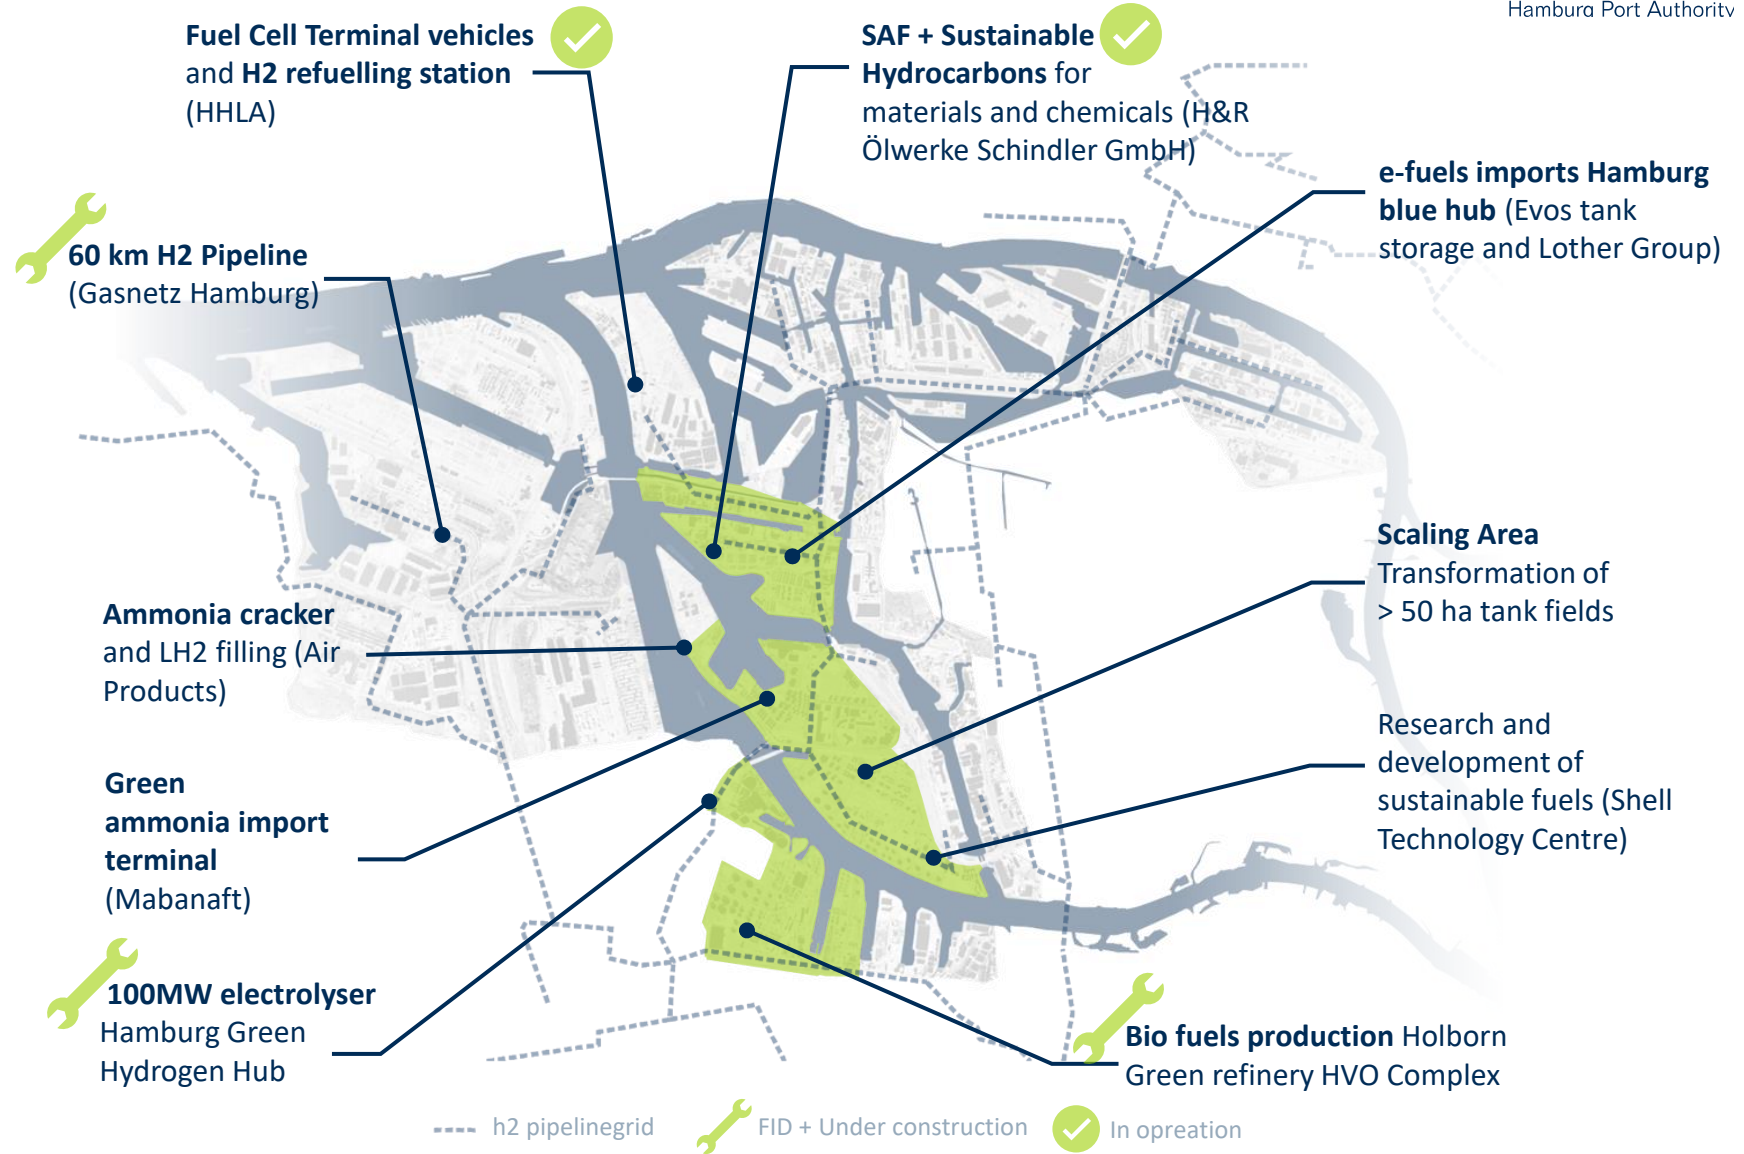 Hamburg Port Authority
Fuel Cell Terminal vehicles
and H2 refuelling station
(HHLA)
SAF + Sustainable
Hydrocarbons for
materials and chemicals (H&R
Ölwerke Schindler GmbH)
e-fuels imports Hamburg
blue hub (Evos tank
storage and Lother Group)
60 km H2 Pipeline
(Gasnetz Hamburg)
Scaling Area
Transformation of
> 50 ha tank fields
Ammonia cracker
and LH2 filling (Air
Products)
Research and
development of
sustainable fuels (Shell
Technology Centre)
Green
ammonia import
terminal
(Mabanaft)
100MW electrolyser
Hamburg Green
Hydrogen Hub
Bio fuels production Holborn
Green refinery HVO Complex
h2 pipelinegrid
FID + Under construction
In opreation